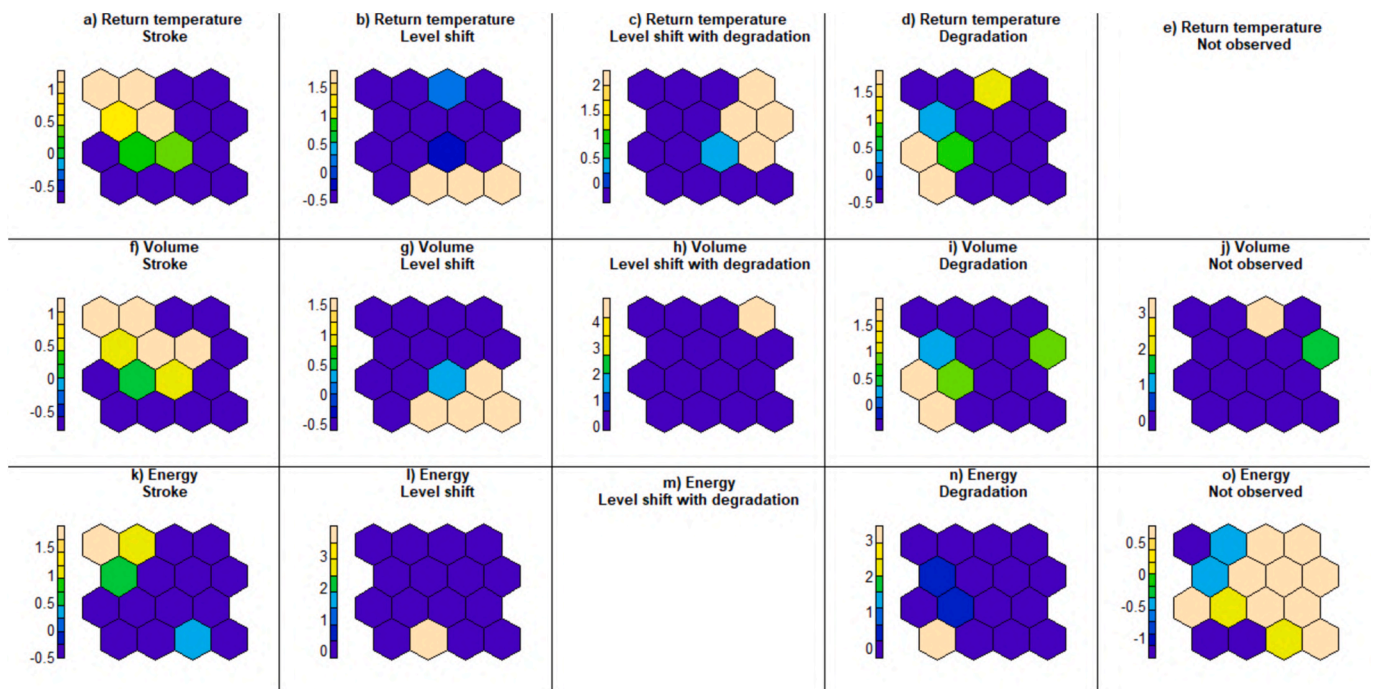 a) Return temperature
Stroke
b) Return temperature
Level shift
c) Return temperature
Level shift with degradation
d) Return temperature
Degradation
e) Return temperature
Not observed
1
0.5
0
-0.5
1.5
1
0.5
0
-0.5
2
1.5
1
0.5
0
1.5
1
0.5
0
-0.5
f) Volume
Stroke
g) Volume
Level shift
h) Volume
Level shift with degradation
i) Volume
Degradation
j) Volume
Not observed
1
0.5
0
-0.5
1.5
1
0.5
0
-0.5
4
3
2
1
0
1.5
1
0.5
0
3
2
1
0
k) Energy
Stroke
l) Energy
Level shift
m) Energy
Level shift with degradation
n) Energy
Degradation
o) Energy
Not observed
1.5
1
0.5
0
-0.5
3
2
1
0
3
2
1
0
0.5
0
-0.5
-1